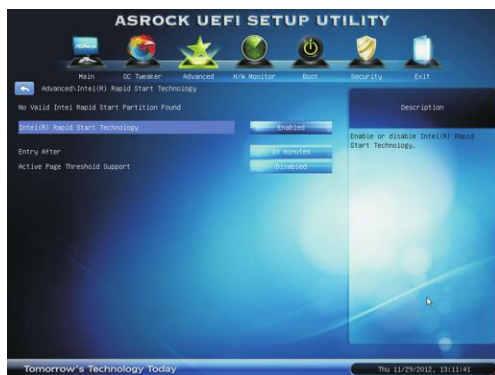 ASROCK UEFI SETUP UTILITY
Main
OC Tweaker
Advanced
H/W Monitor
Boot
Security
Exit
Advanced\Intel(R) Rapid Start Technology
Description
No Valid Intel Rapid Start Partition Found
Intel(R) Rapid Start Technology Enabled
Enable or disable Intel(R) Rapid
Start Technology.
Entry After 10 minutes
Active Page Threshold Support Disabled
Tomorrow's Technology Today
Thu 11/29/2012, 13:11:41